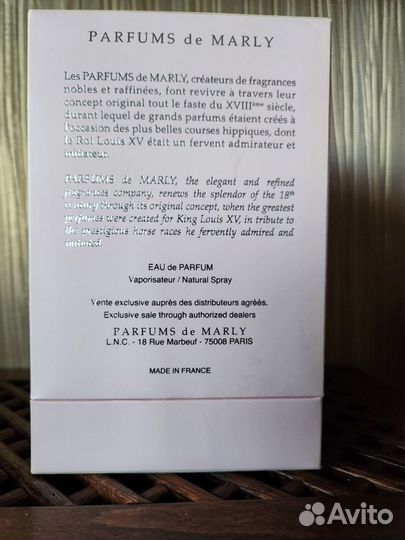 PARFUMS de MARLY
Les PARFUMS de MARLY, créateurs de fragrances
nobles et raffinées, font revivre à travers leur
concept original tout le faste du XVIIIème siècle,
durant lequel de grands parfums étaient créés à
l'occasion des plus belles courses hippiques, dont
le Roi Louis XV était un fervent admirateur et
initiateur.
PARFUMS de MARLY, the elegant and refined
fragrances company, renews the splendor of the 18th
century through its original concept, when the greatest
perfumes were created for King Louis XV, in tribute to
the prestigious horse races he fervently admired and
initiated.
EAU de PARFUM
Vaporisateur / Natural Spray
Vente exclusive auprès des distributeurs agréés.
Exclusive sale through authorized dealers
PARFUMS de MARLY
L.N.C. - 18 Rue Marbeuf - 75008 PARIS
MADE IN FRANCE
Avito